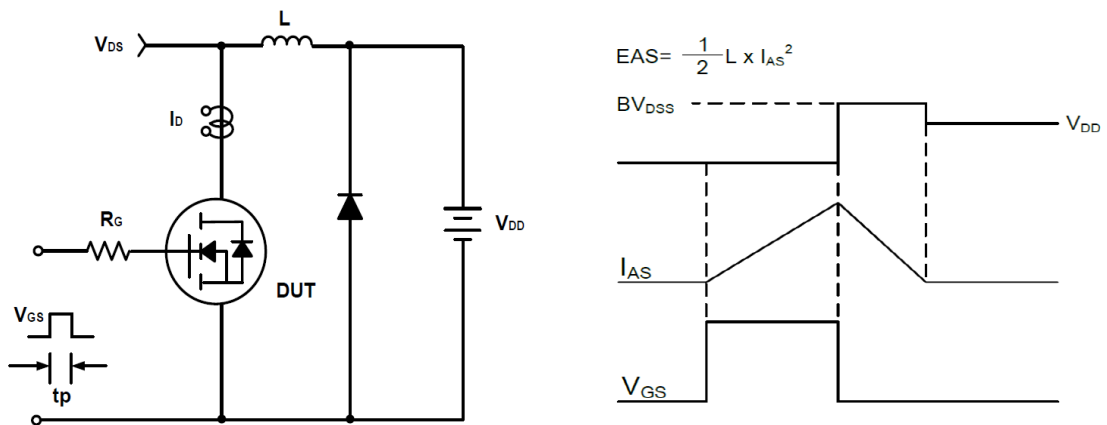 L
VDS
ID
RG
VDD
DUT
VGS
tp
EAS= 1/2 L x IAS²
BVDSS
VDD
IAS
VGS